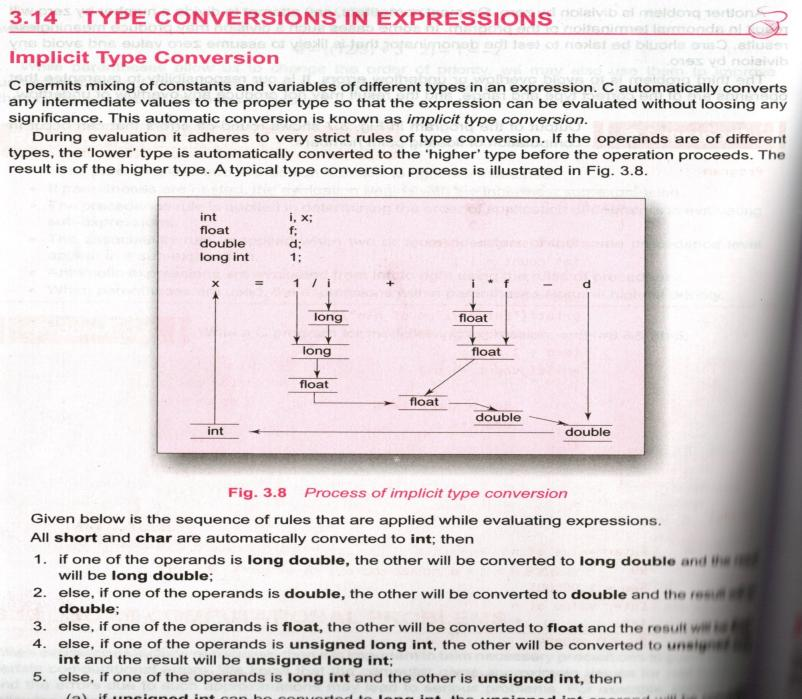 3.14 TYPE CONVERSIONS IN EXPRESSIONS
Implicit Type Conversion
C permits mixing of constants and variables of different types in an expression. C automatically converts
any intermediate values to the proper type so that the expression can be evaluated without loosing any
significance. This automatic conversion is known as implicit type conversion.
During evaluation it adheres to very strict rules of type conversion. If the operands are of different
types, the 'lower' type is automatically converted to the 'higher' type before the operation proceeds. The
result is of the higher type. A typical type conversion process is illustrated in Fig. 3.8.
int i, x;
float f;
double d;
long int 1;
x = 1 / i + i * f – d
long float
long float
float
float
double
int double
Fig. 3.8 Process of implicit type conversion
Given below is the sequence of rules that are applied while evaluating expressions.
All short and char are automatically converted to int; then
1. if one of the operands is long double, the other will be converted to long double and the
will be long double;
2. else, if one of the operands is double, the other will be converted to double and the result
double;
3. else, if one of the operands is float, the other will be converted to float and the result will
4. else, if one of the operands is unsigned long int, the other will be converted to unsigned
int and the result will be unsigned long int;
5. else, if one of the operands is long int and the other is unsigned int, then
(a) if unsigned int can be converted to long int, the unsigned int operand will be